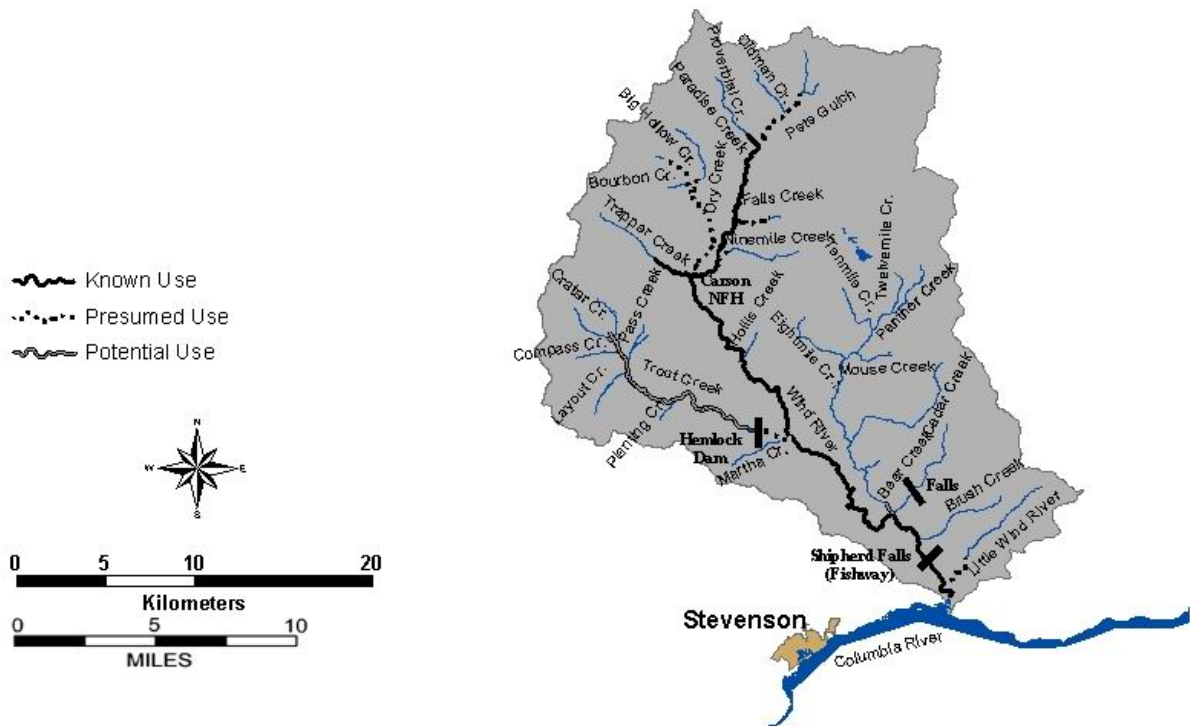 Oldman Cr.
Proverbial Cr.
Paradise Creek
Pete Gulch
Big Hollow Cr.
Bourbon Cr.
Dry Creek
Falls Creek
Trapper Creek
Ninemile Creek
Tenmile Cr.
Twelvemile Cr.
Panther Creek
Carson
NFH
Hollis Creek
Eightmile Cr.
Mouse Creek
Crater Cr.
Pass Creek
Compass Cr.
Layout Cr.
Trout Creek
Planting Cr.
Wind River
Cedar Creek
Bear Creek
Hemlock
Dam
Martha Cr.
Falls
Brush Creek
Little Wind River
Shipherd Falls
(Fishway)
Stevenson
Columbia River
Known Use
Presumed Use
Potential Use
N
W
E
S
0 5 10 20
Kilometers
0 5 10
MILES